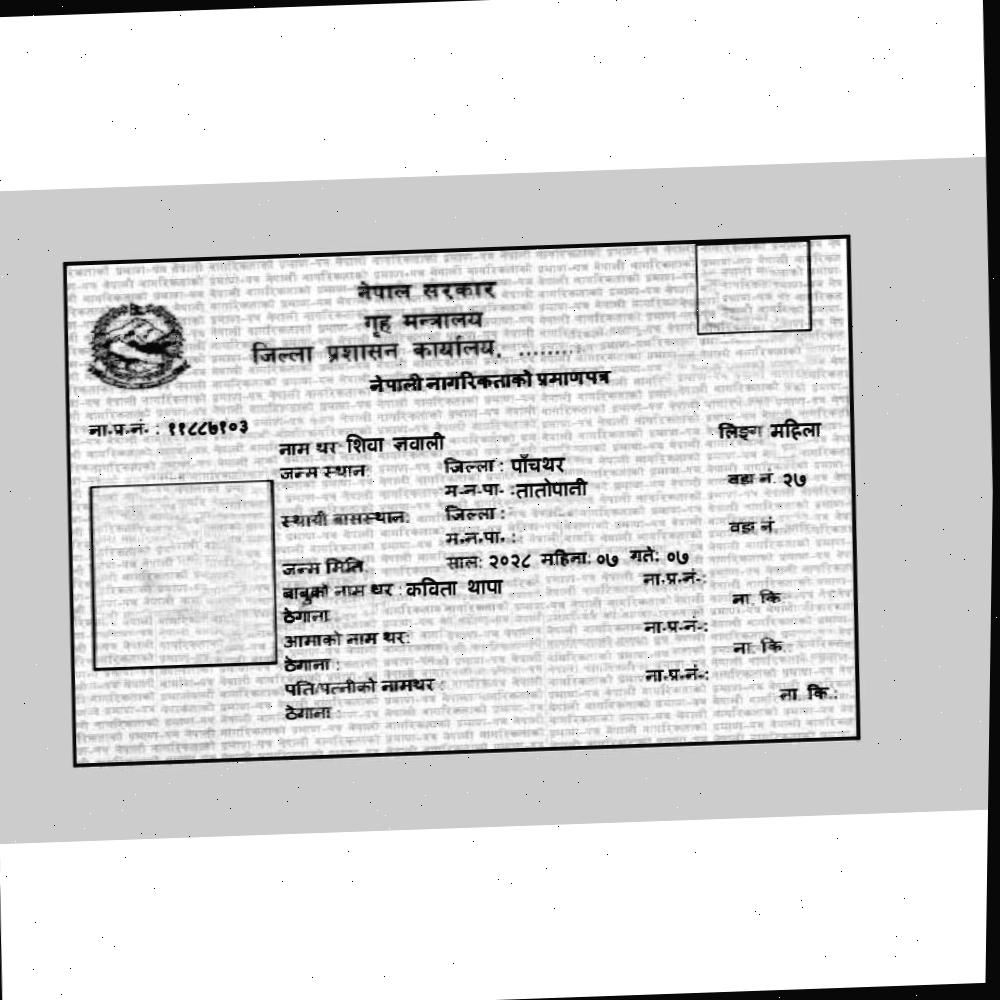 नेपाल सरकार
गृह मन्त्रालय
जिल्ला प्रशासन कार्यालय, .........
नेपाली नागरिकताको प्रमाणपत्र
ना.प्र.नं. : ११८८७१०३
लिङ्ग महिला
नाम थर शिवा ज्ञवाली
जन्म स्थान: जिल्ला : पाँचथर
म.न.पा. : तातोपानी वडा नं. २७
स्थायी बासस्थान: जिल्ला :
म.न.पा. : वडा नं.
जन्म मिति साल: २०२८ महिना: ०७ गते: ०७
बाबुको नाम थर : कविता थापा ना.प्र.नं.:
ठेगाना ना. कि.
आमाको नाम थर: ना.प्र.नं.:
ठेगाना : ना. कि.
पति/पत्नीको नामथर : ना.प्र.नं.:
ठेगाना : ना. कि.: